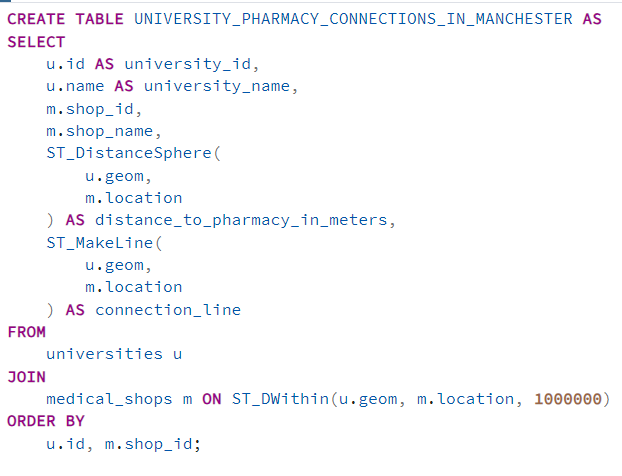 CREATE TABLE UNIVERSITY_PHARMACY_CONNECTIONS_IN_MANCHESTER AS
SELECT
    u.id AS university_id,
    u.name AS university_name,
    m.shop_id,
    m.shop_name,
    ST_DistanceSphere(
        u.geom,
        m.location
    ) AS distance_to_pharmacy_in_meters,
    ST_MakeLine(
        u.geom,
        m.location
    ) AS connection_line
FROM
    universities u
JOIN
    medical_shops m ON ST_DWithin(u.geom, m.location, 1000000)
ORDER BY
    u.id, m.shop_id;